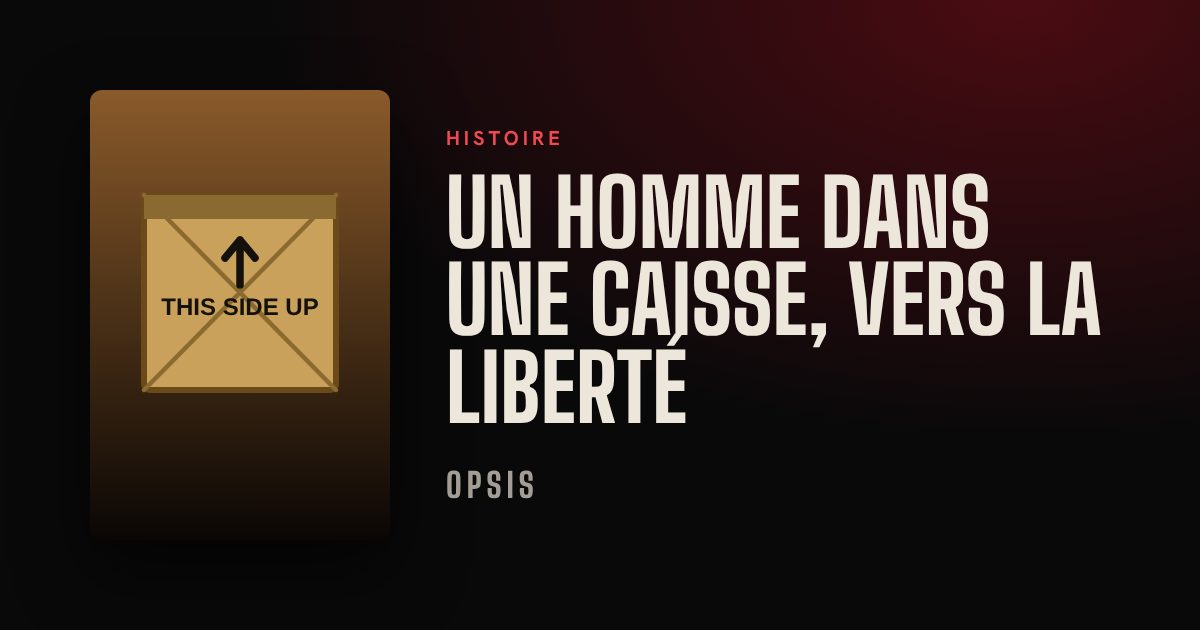 THIS SIDE UP
HISTOIRE
UN HOMME DANS
UNE CAISSE, VERS LA
LIBERTÉ
OPSIS